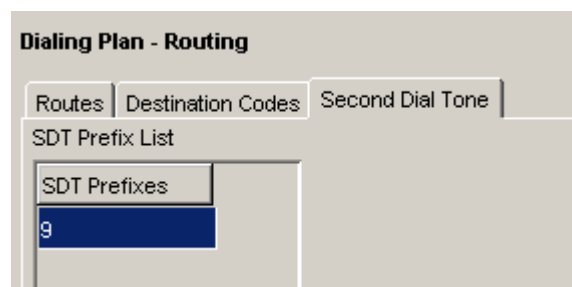 Dialing Plan - Routing
Routes Destination Codes Second Dial Tone
SDT Prefix List
SDT Prefixes
9